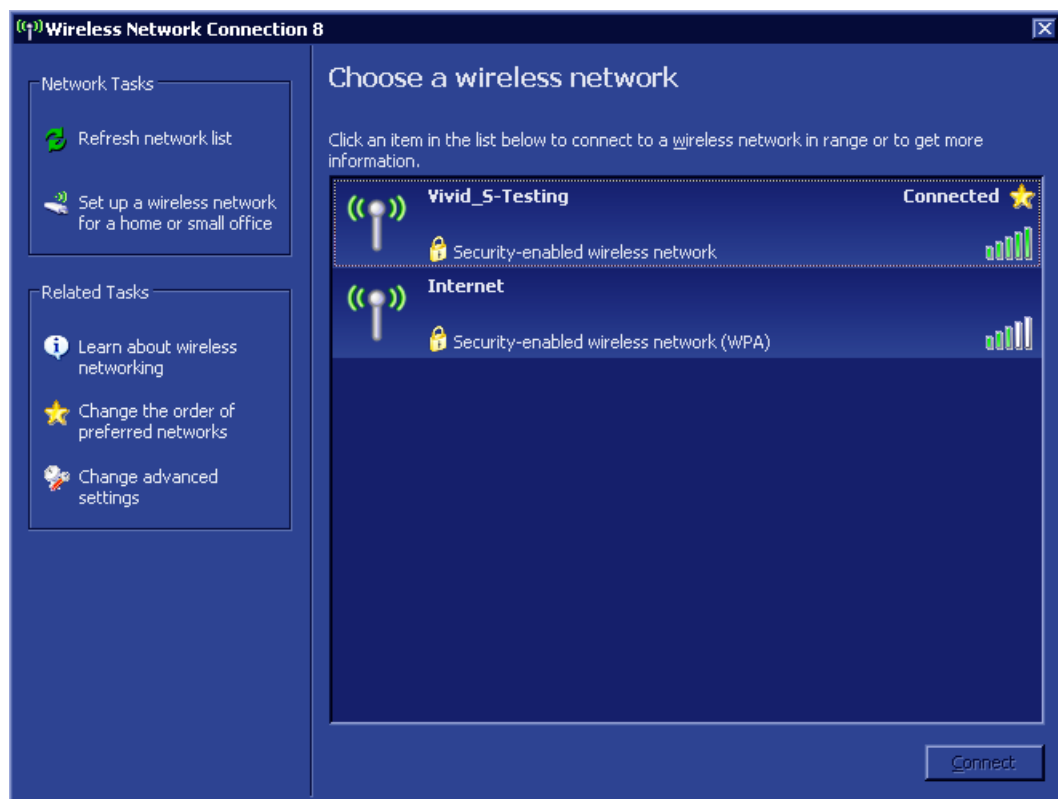 Wireless Network Connection 8
Network Tasks
Refresh network list
Set up a wireless network
for a home or small office
Related Tasks
Learn about wireless
networking
Change the order of
preferred networks
Change advanced
settings
Choose a wireless network
Click an item in the list below to connect to a wireless network in range or to get more
information.
Vivid_S-Testing
Connected
Security-enabled wireless network
Internet
Security-enabled wireless network (WPA)
Connect